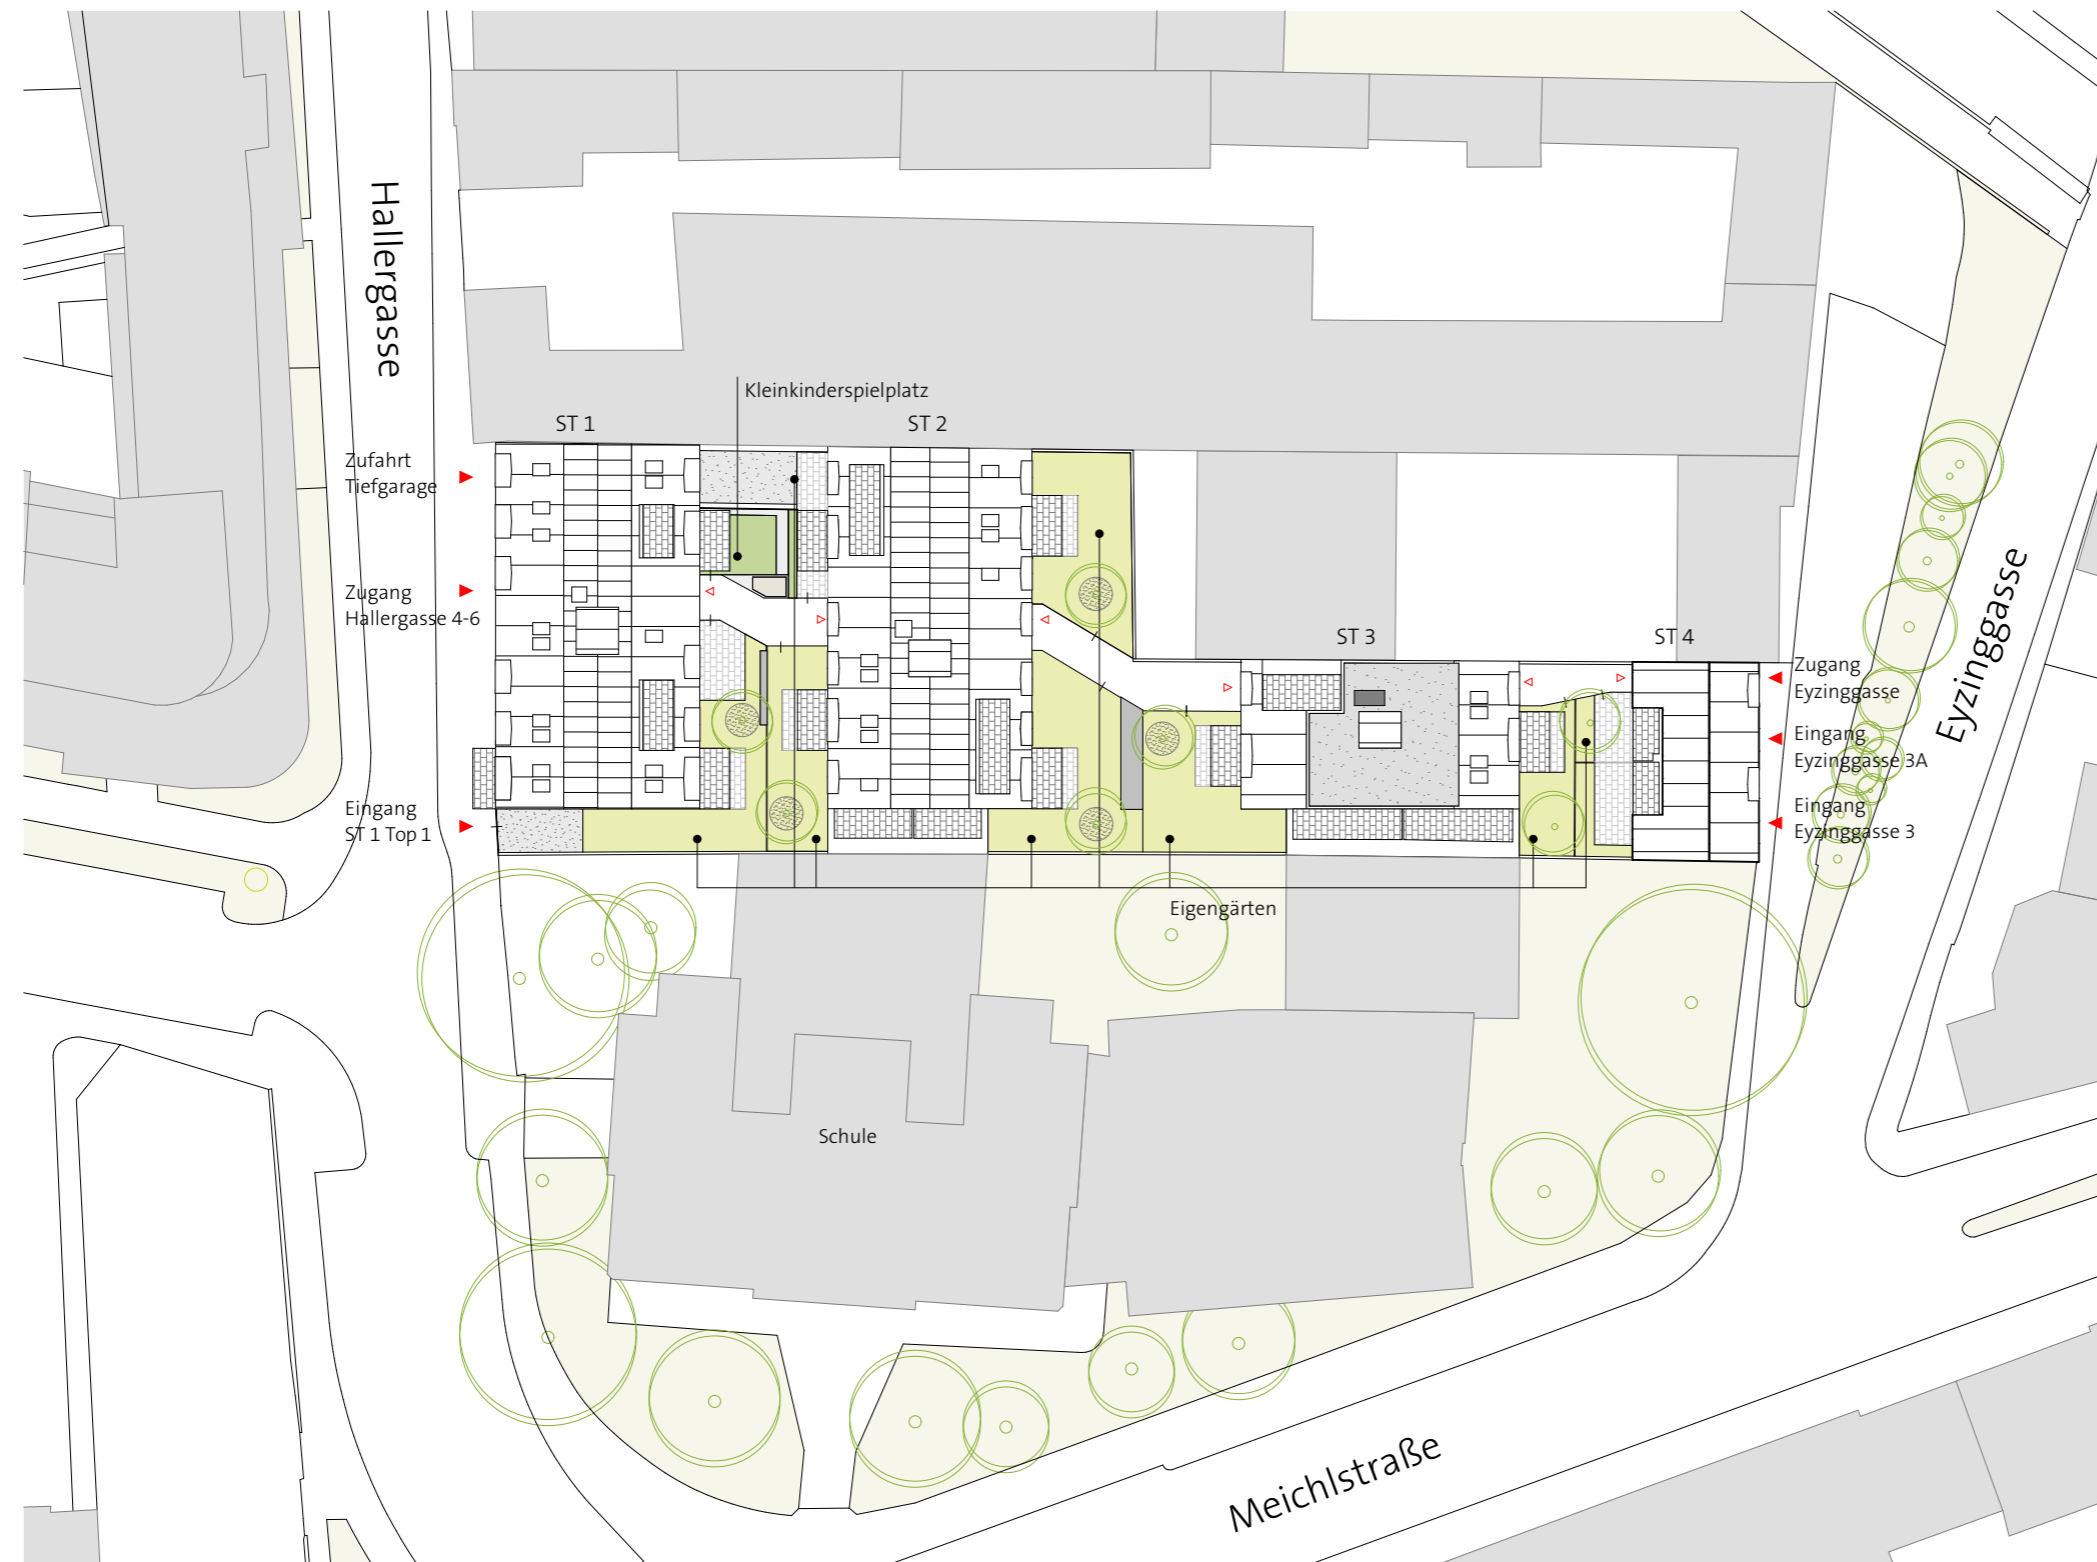 Hallergasse
Kleinkinderspielplatz
ST 1
ST 2
Zufahrt
Tiefgarage
Zugang
Hallergasse 4-6
Eingang
ST 1 Top 1
ST 3
ST 4
Zugang
Eyzinggasse
Eingang
Eyzinggasse 3A
Eingang
Eyzinggasse 3
Eyzinggasse
Eigengärten
Schule
Meichlstraße